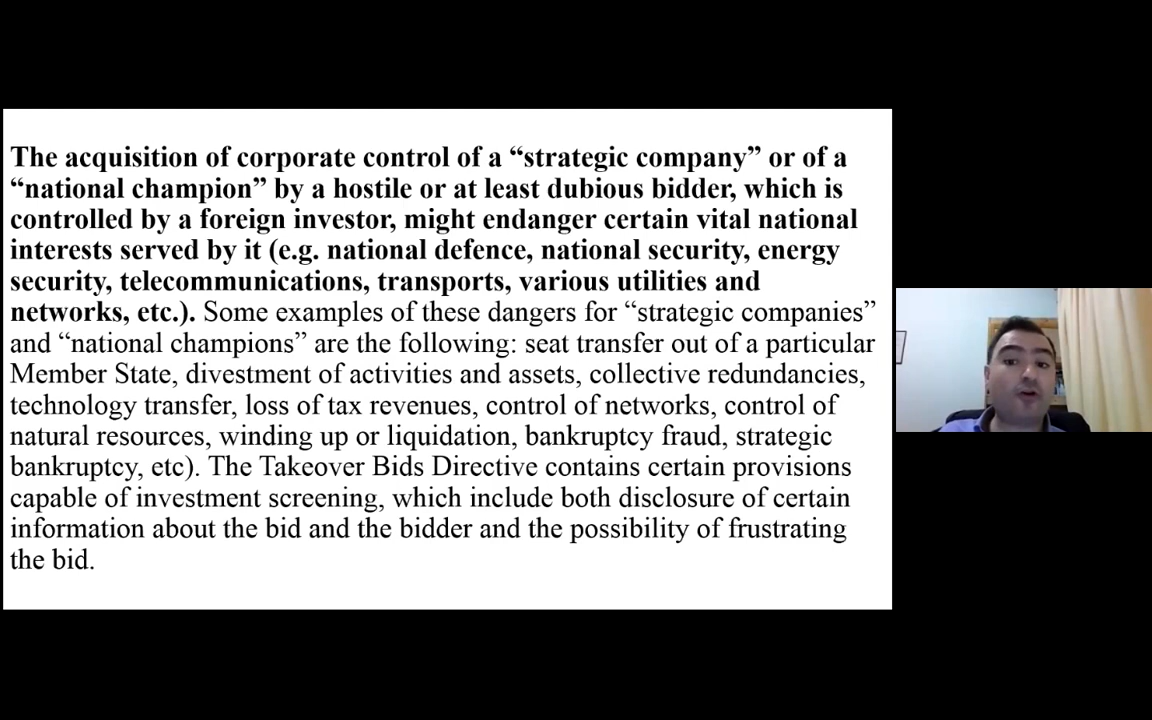 The acquisition of corporate control of a “strategic company” or of a
“national champion” by a hostile or at least dubious bidder, which is
controlled by a foreign investor, might endanger certain vital national
interests served by it (e.g. national defence, national security, energy
security, telecommunications, transports, various utilities and
networks, etc.). Some examples of these dangers for “strategic companies”
and “national champions” are the following: seat transfer out of a particular
Member State, divestment of activities and assets, collective redundancies,
technology transfer, loss of tax revenues, control of networks, control of
natural resources, winding up or liquidation, bankruptcy fraud, strategic
bankruptcy, etc). The Takeover Bids Directive contains certain provisions
capable of investment screening, which include both disclosure of certain
information about the bid and the bidder and the possibility of frustrating
the bid.